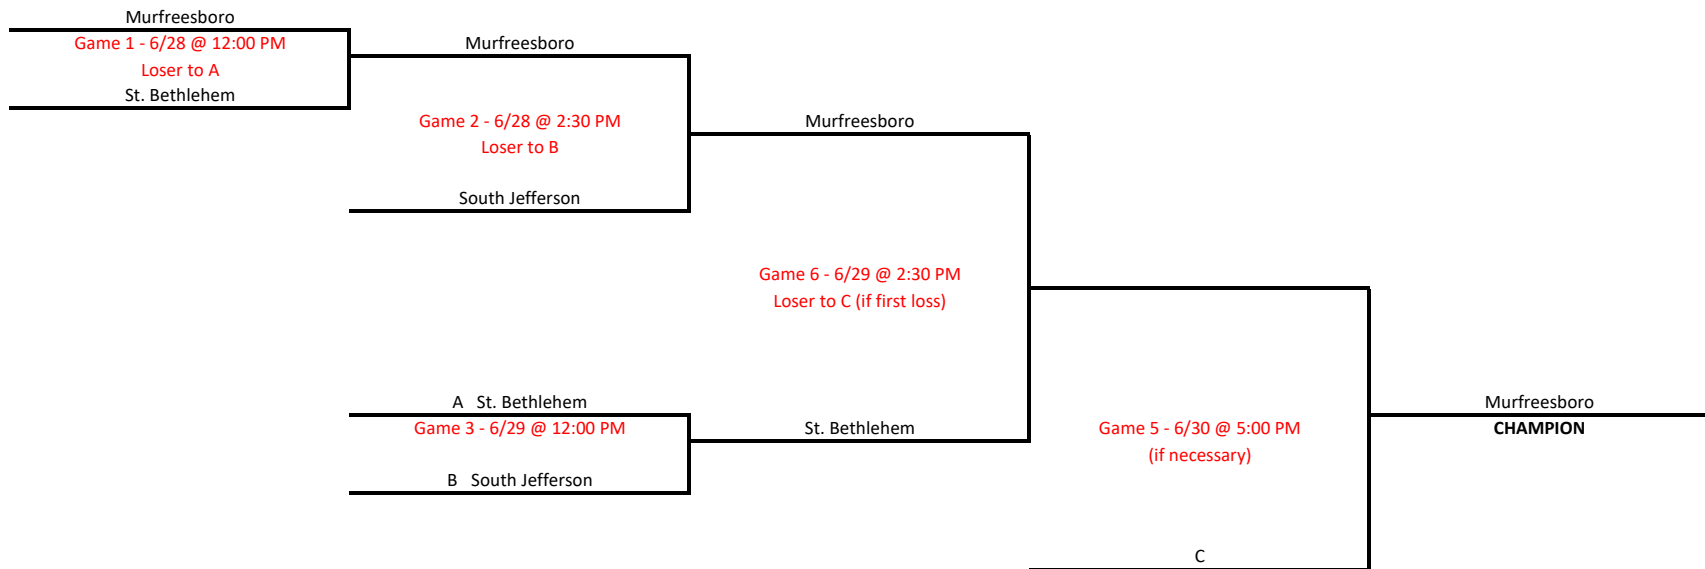 Murfreesboro
Game 1 - 6/28 @ 12:00 PM
Loser to A
St. Bethlehem
Murfreesboro
Game 2 - 6/28 @ 2:30 PM
Loser to B
South Jefferson
Murfreesboro
Game 6 - 6/29 @ 2:30 PM
Loser to C (if first loss)
A St. Bethlehem
Game 3 - 6/29 @ 12:00 PM
B South Jefferson
St. Bethlehem
Game 5 - 6/30 @ 5:00 PM
(if necessary)
C
Murfreesboro
CHAMPION